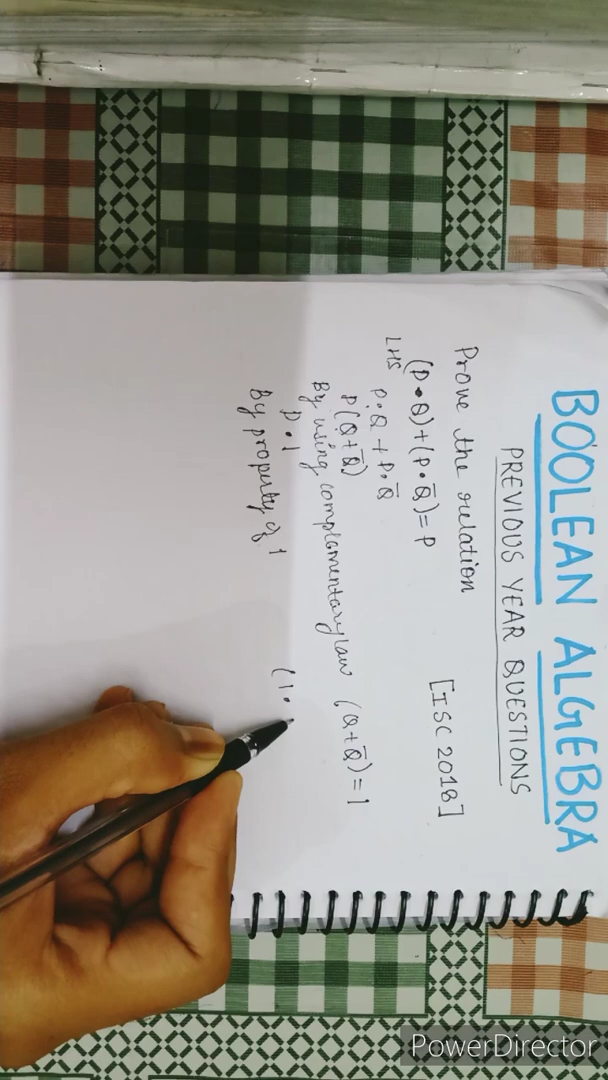 BOOLEAN ALGEBRA
PREVIOUS YEAR QUESTIONS
Prove the relation [ISC 2018]
(P•Q)+(P•Q̅)=P
LHS P•Q + P•Q̅
P(Q+Q̅)
By using complementary law (Q+Q̅)=1
P•1
By property of 1 (1•
PowerDirector